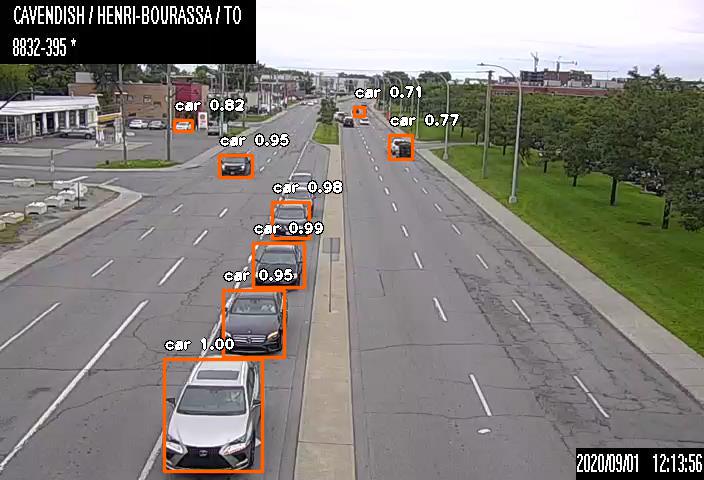 CAVENDISH / HENRI-BOURASSA / TO
8832-395 *
car 0.71
car 0.82
car 0.77
car 0.95
car 0.98
car 0.99
car 0.95
car 1.00
2020/09/01 12:13:56